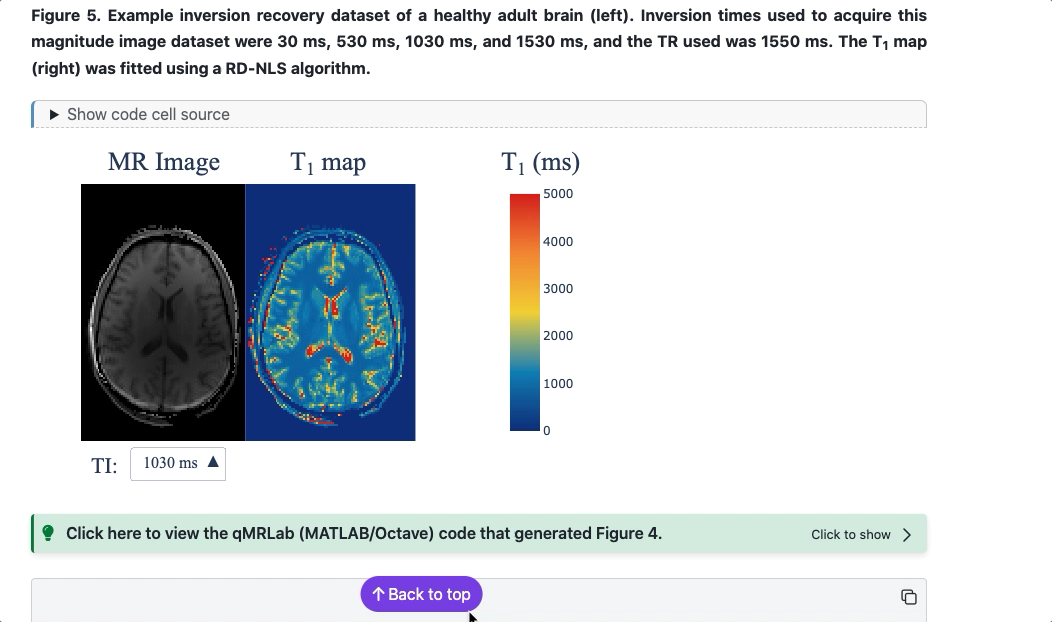 Figure 5. Example inversion recovery dataset of a healthy adult brain (left). Inversion times used to acquire this
magnitude image dataset were 30 ms, 530 ms, 1030 ms, and 1530 ms, and the TR used was 1550 ms. The T₁ map
(right) was fitted using a RD-NLS algorithm.
▶ Show code cell source
MR Image T₁ map T₁ (ms)
5000
4000
3000
2000
1000
0
TI: 1030 ms ▲
Click here to view the qMRLab (MATLAB/Octave) code that generated Figure 4. Click to show >
↑ Back to top